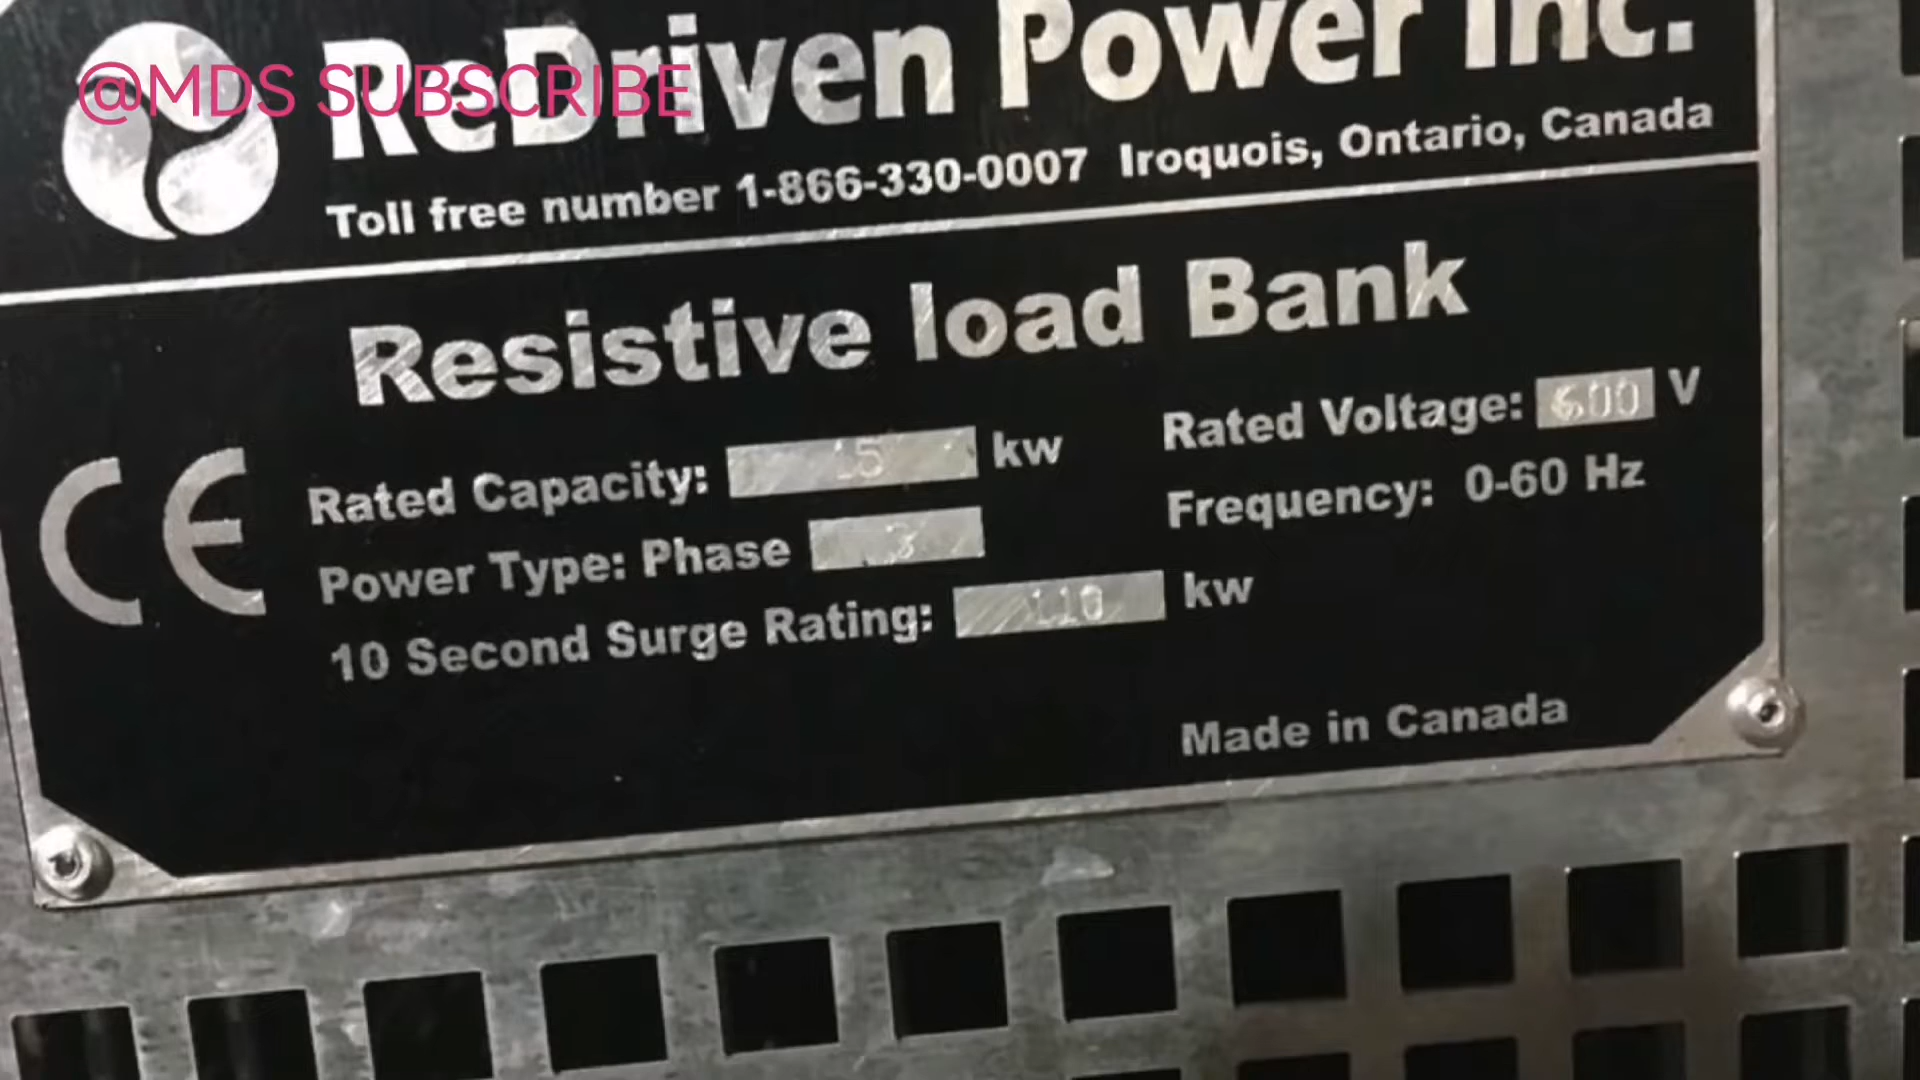 ReDriven Power Inc.
@MDS SUBSCRIBE
Toll free number 1-866-330-0007 Iroquois, Ontario, Canada
Resistive load Bank
CE
Rated Capacity: 15 kw
Rated Voltage: 600 V
Power Type: Phase 3
Frequency: 0-60 Hz
10 Second Surge Rating: 110 kw
Made in Canada